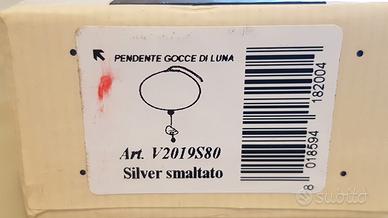 PENDENTE GOCCE DI LUNA
Art. V2019S80
Silver smaltato
8 018594 182004
subito